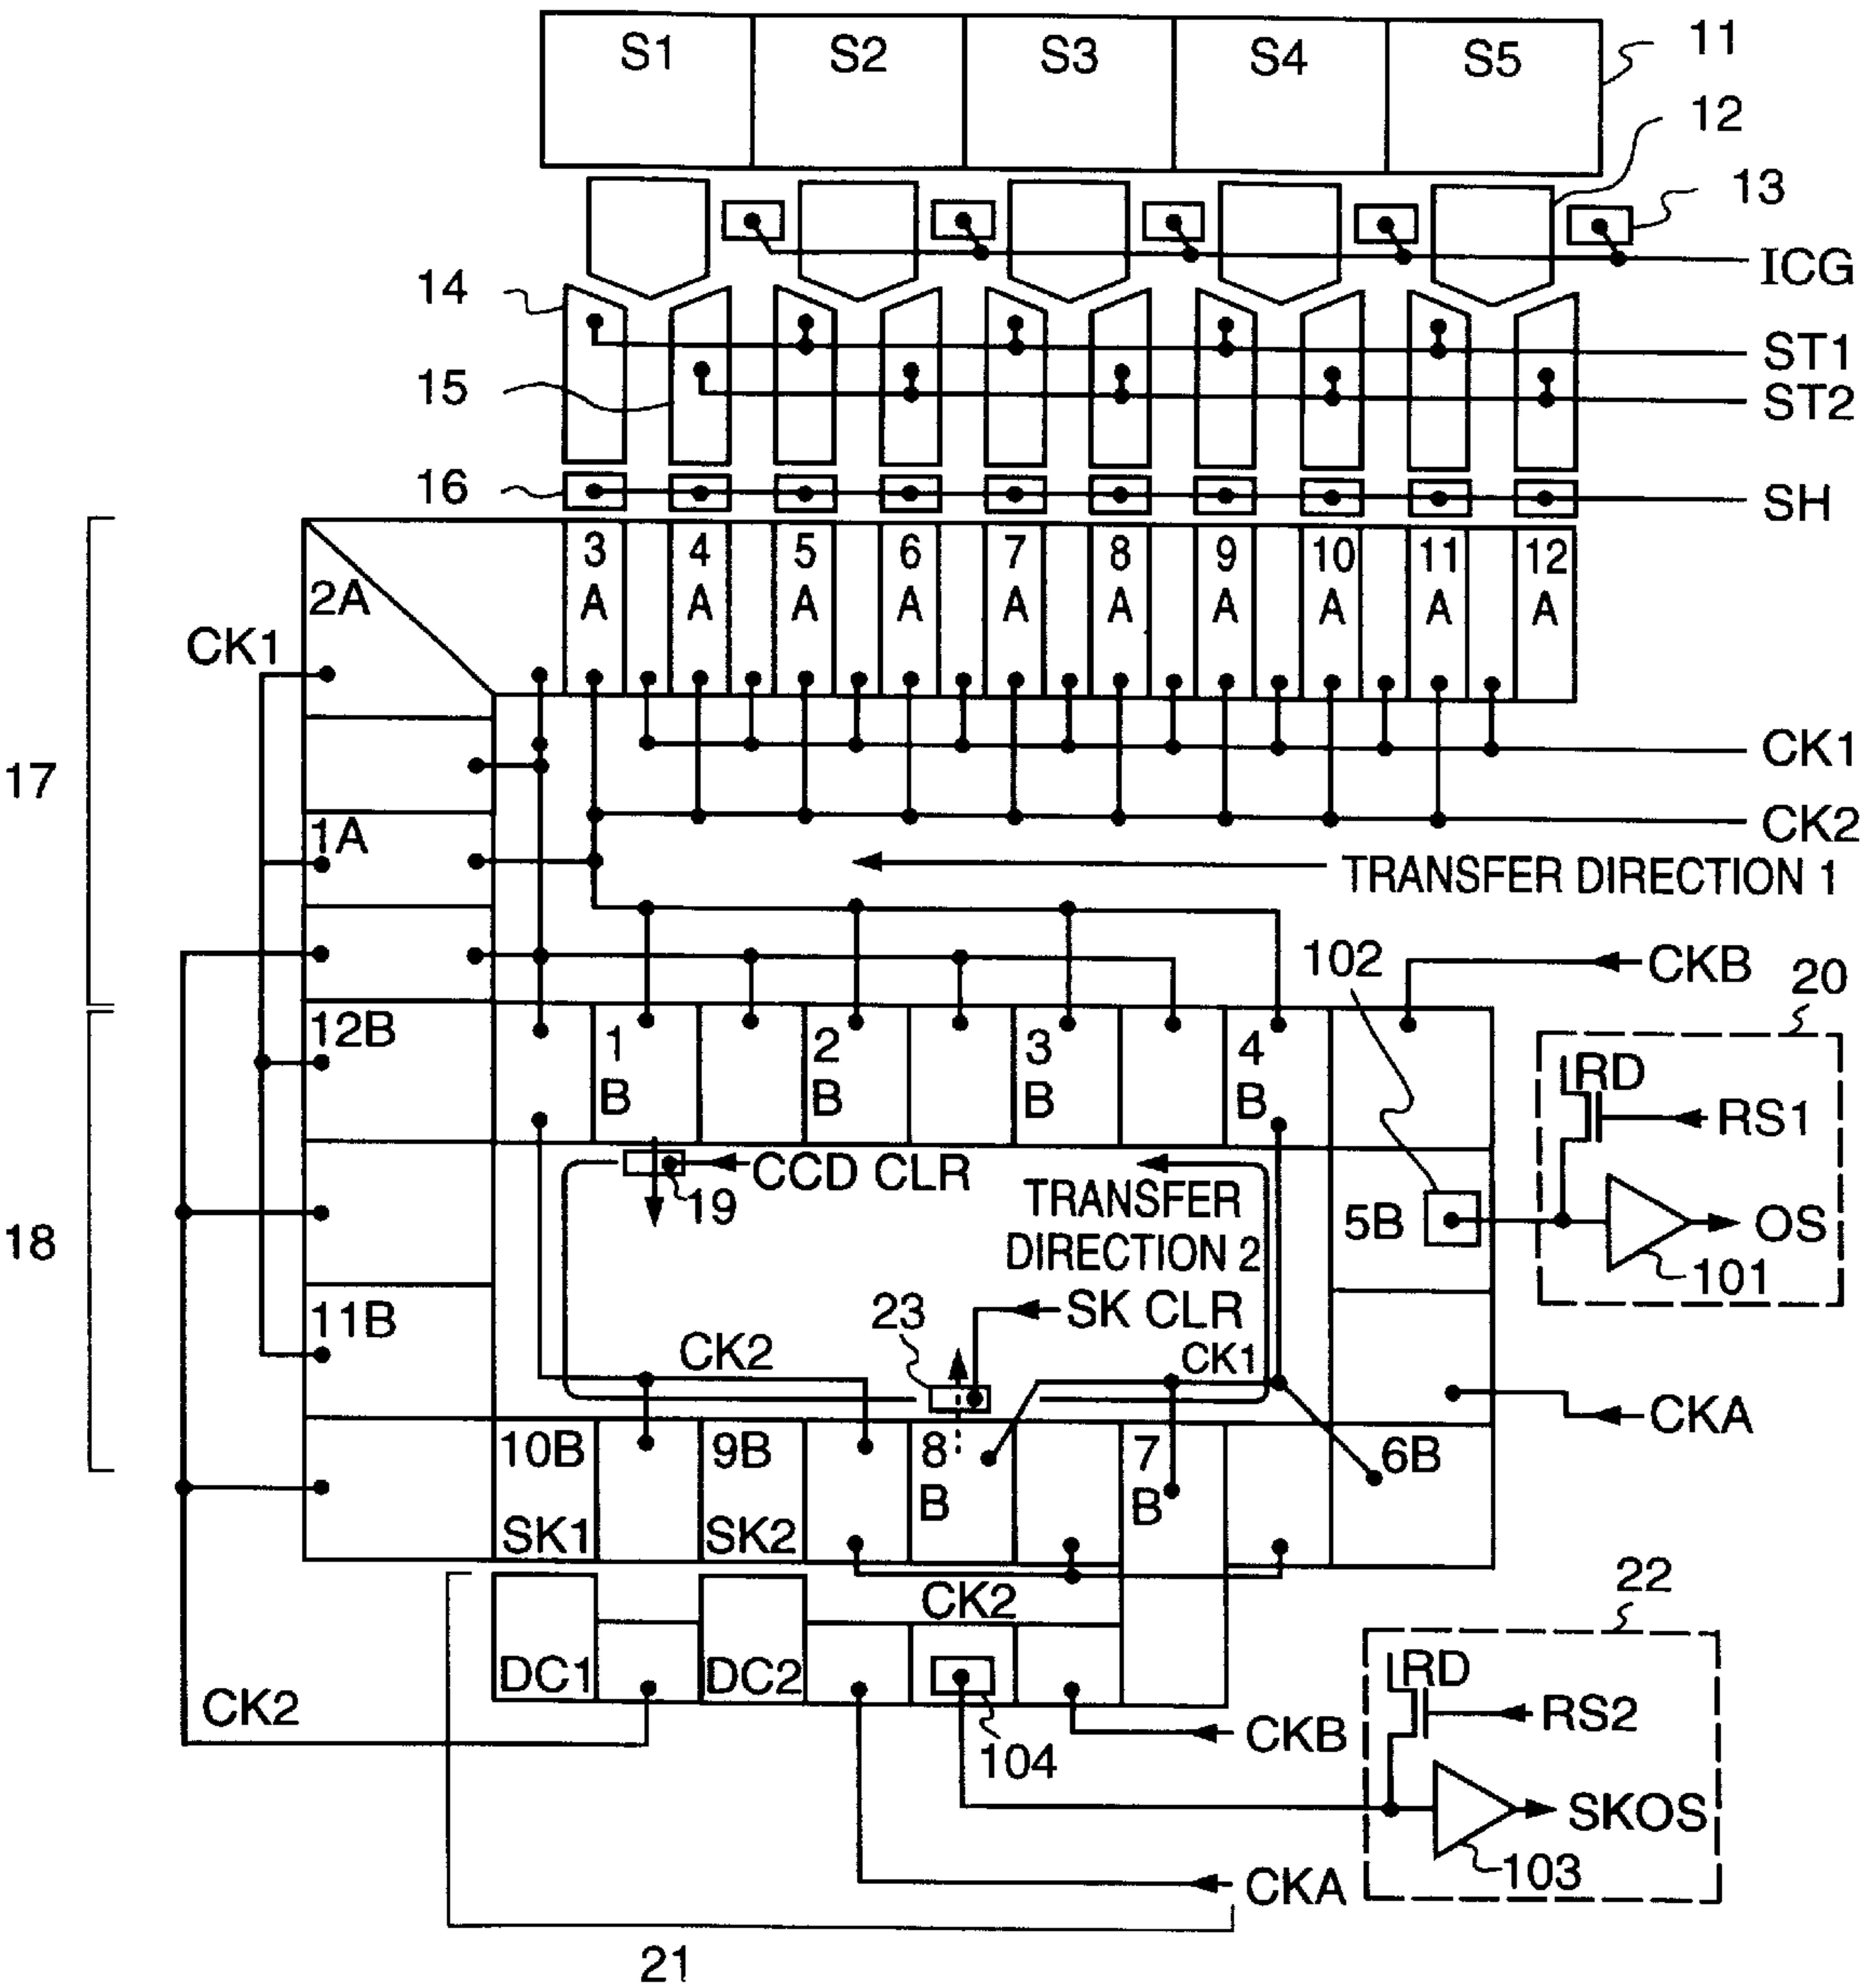 S1 S2 S3 S4 S5 11
12
13
ICG
14
ST1
15
ST2
16
SH
3 4 5 6 7 8 9 10 11 12
A A A A A A A A A A
2A
CK1
17
CK1
1A
CK2
TRANSFER DIRECTION 1
102
CKB
20
12B
1 2 3 4
B B B B
RD
RS1
CCD CLR
19
TRANSFER
DIRECTION 2
5B
OS
101
18
11B
23
SK CLR
CK2
CK1
CKA
10B 9B 8 7 6B
B B
SK1 SK2
22
CK2
DC1 DC2
RD
CK2
RS2
104
CKB
SKOS
103
CKA
21